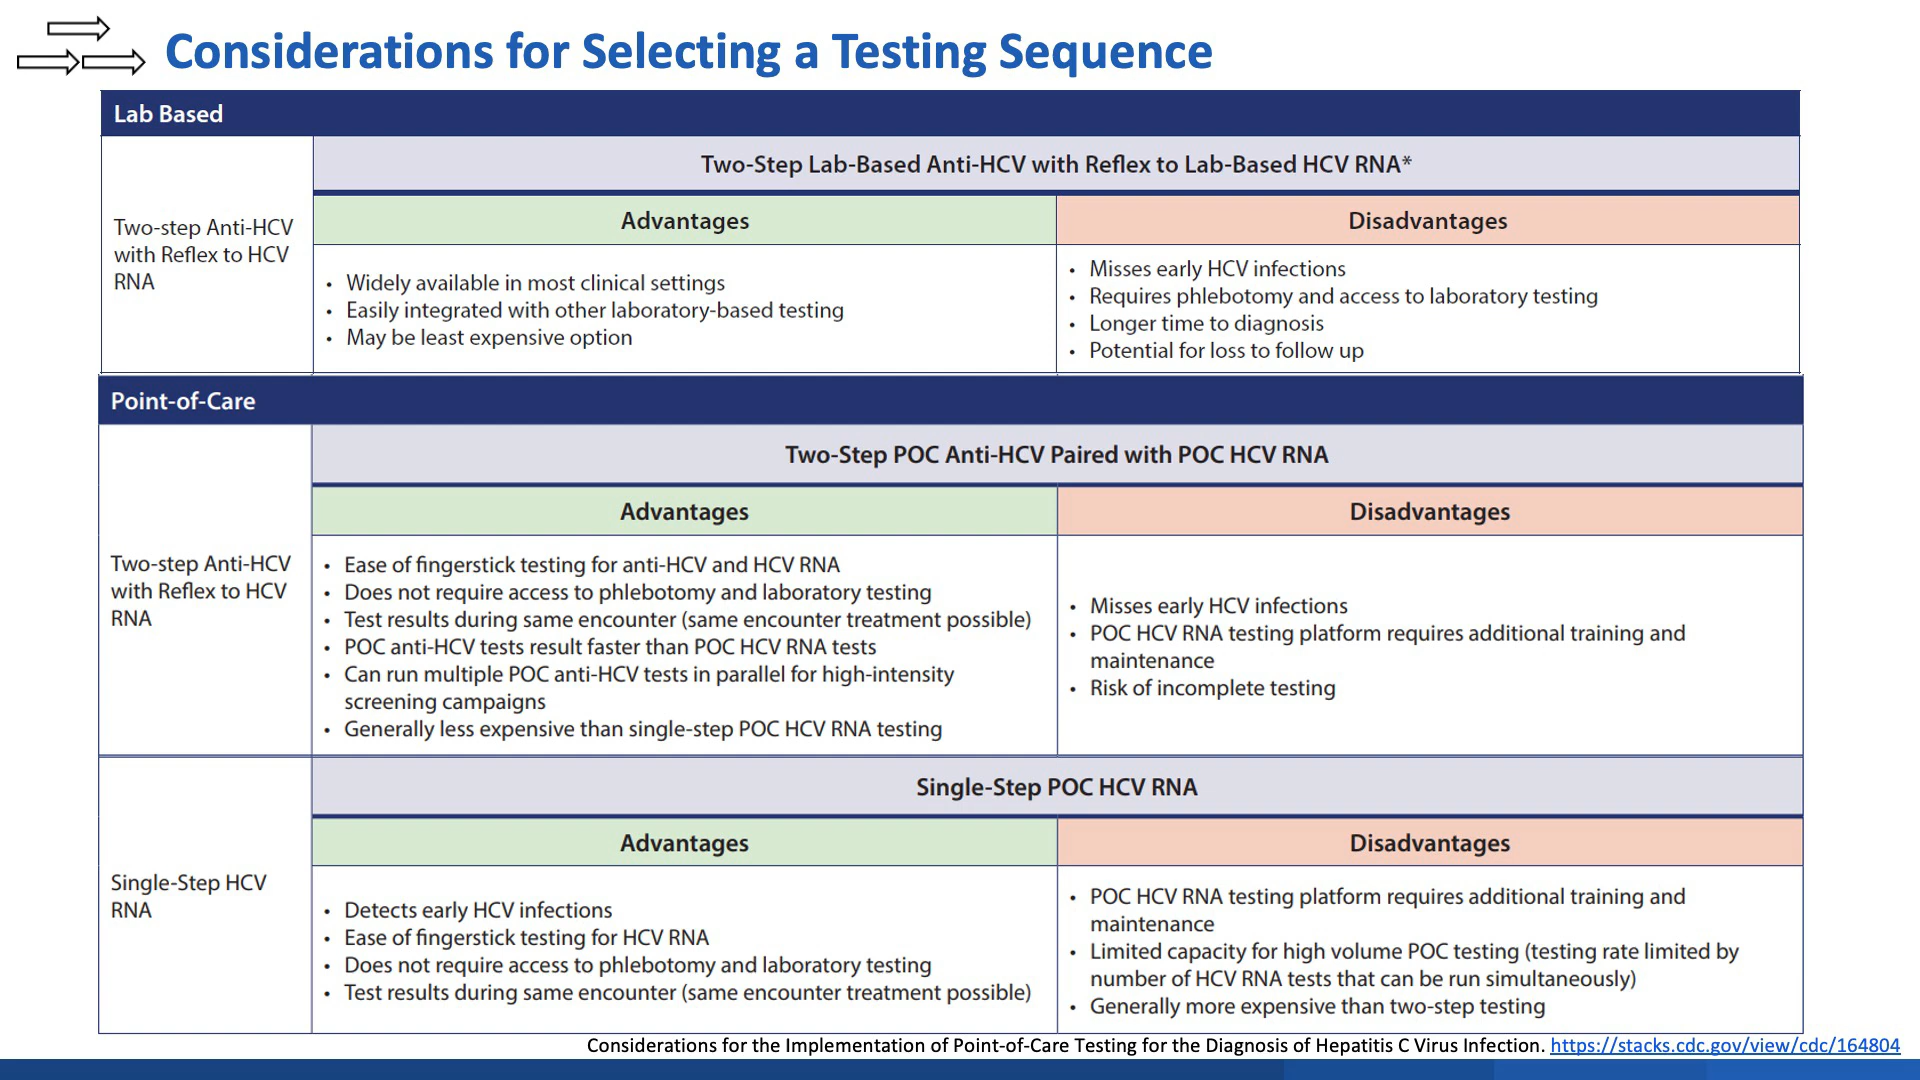 Considerations for Selecting a Testing Sequence
Lab Based
Two-step Anti-HCV
with Reflex to HCV
RNA
Two-Step Lab-Based Anti-HCV with Reflex to Lab-Based HCV RNA*
Advantages
• Widely available in most clinical settings
• Easily integrated with other laboratory-based testing
• May be least expensive option
Disadvantages
• Misses early HCV infections
• Requires phlebotomy and access to laboratory testing
• Longer time to diagnosis
• Potential for loss to follow up
Point-of-Care
Two-step Anti-HCV
with Reflex to HCV
RNA
Two-Step POC Anti-HCV Paired with POC HCV RNA
Advantages
• Ease of fingerstick testing for anti-HCV and HCV RNA
• Does not require access to phlebotomy and laboratory testing
• Test results during same encounter (same encounter treatment possible)
• POC anti-HCV tests result faster than POC HCV RNA tests
• Can run multiple POC anti-HCV tests in parallel for high-intensity
screening campaigns
• Generally less expensive than single-step POC HCV RNA testing
Disadvantages
• Misses early HCV infections
• POC HCV RNA testing platform requires additional training and
maintenance
• Risk of incomplete testing
Single-Step HCV
RNA
Single-Step POC HCV RNA
Advantages
• Detects early HCV infections
• Ease of fingerstick testing for HCV RNA
• Does not require access to phlebotomy and laboratory testing
• Test results during same encounter (same encounter treatment possible)
Disadvantages
• POC HCV RNA testing platform requires additional training and
maintenance
• Limited capacity for high volume POC testing (testing rate limited by
number of HCV RNA tests that can be run simultaneously)
• Generally more expensive than two-step testing
Considerations for the Implementation of Point-of-Care Testing for the Diagnosis of Hepatitis C Virus Infection. https://stacks.cdc.gov/view/cdc/164804